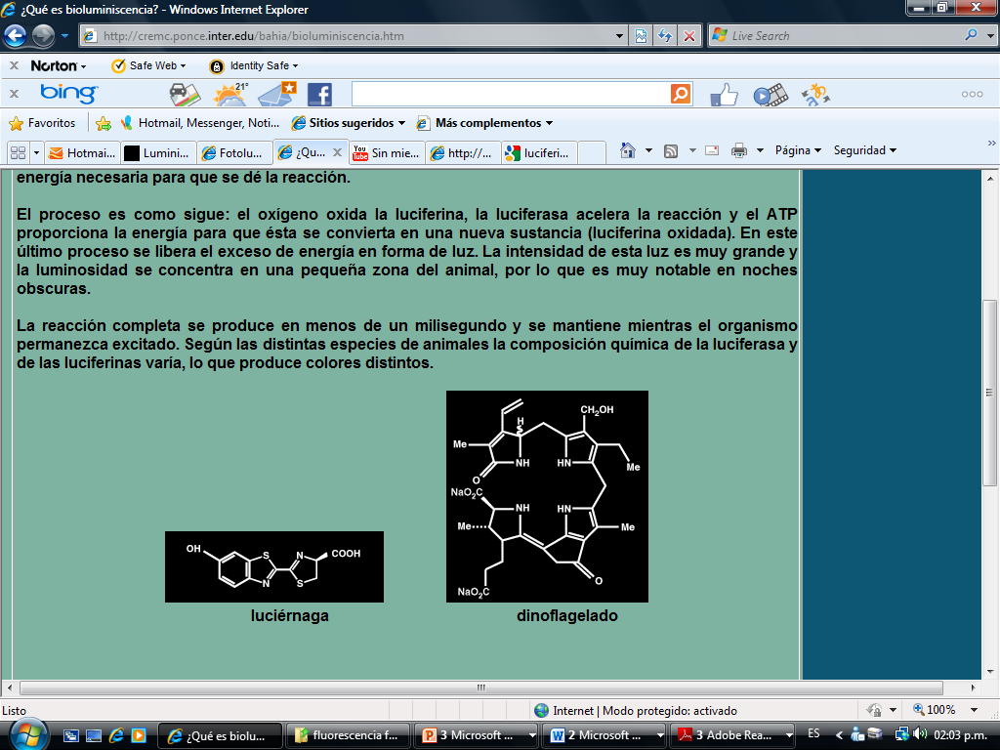 ¿Qué es bioluminiscencia? - Windows Internet Explorer
http://cremc.ponce.inter.edu/bahia/bioluminiscencia.htm
Live Search
x Norton Safe Web Identity Safe
x bing 21°
Favoritos Hotmail, Messenger, Noti... Sitios sugeridos Más complementos
Hotmai... Lumini... Fotolu... ¿Qu... x You Tube Sin mie... http://... luciferi... Página Seguridad »
energía necesaria para que se dé la reacción.
El proceso es como sigue: el oxígeno oxida la luciferina, la luciferasa acelera la reacción y el ATP
proporciona la energía para que ésta se convierta en una nueva sustancia (luciferina oxidada). En este
último proceso se libera el exceso de energía en forma de luz. La intensidad de esta luz es muy grande y
la luminosidad se concentra en una pequeña zona del animal, por lo que es muy notable en noches
obscuras.
La reacción completa se produce en menos de un milisegundo y se mantiene mientras el organismo
permanezca excitado. Según las distintas especies de animales la composición química de la luciferasa y
de las luciferinas varía, lo que produce colores distintos.
OH S N COOH
N S
luciérnaga
CH2OH
H
Me
NH HN
Me
O
NaO2C
NH HN
Me Me
O
NaO2C
dinoflagelado
Listo Internet | Modo protegido: activado 100%
¿Qué es biolu... fluorescencia f... 3 Microsoft ... 2 Microsoft ... 3 Adobe Rea... ES 02:03 p.m.